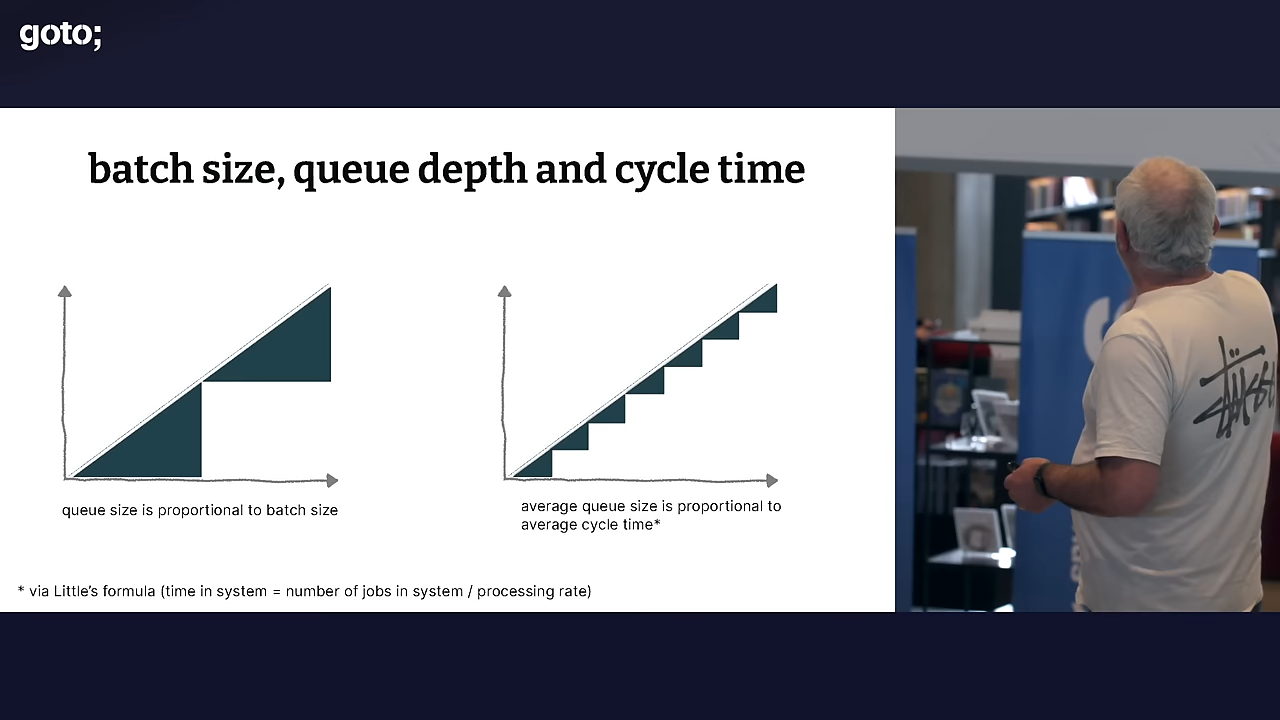 goto;
batch size, queue depth and cycle time
queue size is proportional to batch size
average queue size is proportional to
average cycle time*
* via Little's formula (time in system = number of jobs in system / processing rate)